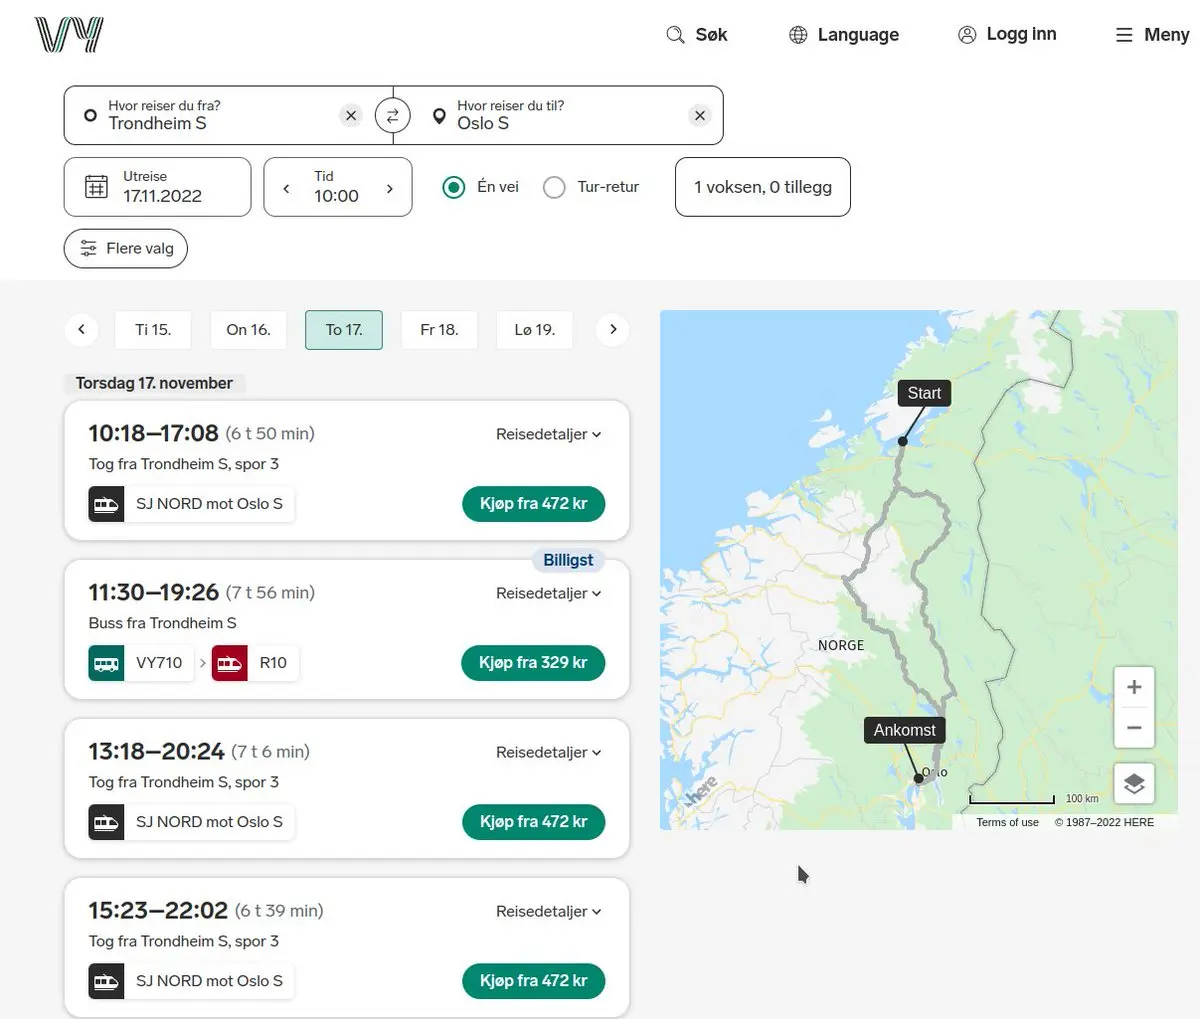 VY
Søk
Language
Logg inn
Meny
Hvor reiser du fra?
Trondheim S
Hvor reiser du til?
Oslo S
Utreise
17.11.2022
Tid
10:00
Én vei
Tur-retur
1 voksen, 0 tillegg
Flere valg
Ti 15.
On 16.
To 17.
Fr 18.
Lø 19.
Torsdag 17. november
10:18–17:08 (6 t 50 min)
Reisedetaljer
Tog fra Trondheim S, spor 3
SJ NORD mot Oslo S
Kjøp fra 472 kr
Billigst
11:30–19:26 (7 t 56 min)
Reisedetaljer
Buss fra Trondheim S
VY710
R10
Kjøp fra 329 kr
13:18–20:24 (7 t 6 min)
Reisedetaljer
Tog fra Trondheim S, spor 3
SJ NORD mot Oslo S
Kjøp fra 472 kr
15:23–22:02 (6 t 39 min)
Reisedetaljer
Tog fra Trondheim S, spor 3
SJ NORD mot Oslo S
Kjøp fra 472 kr
Start
NORGE
Ankomst
Oslo
here
100 km
Terms of use © 1987–2022 HERE